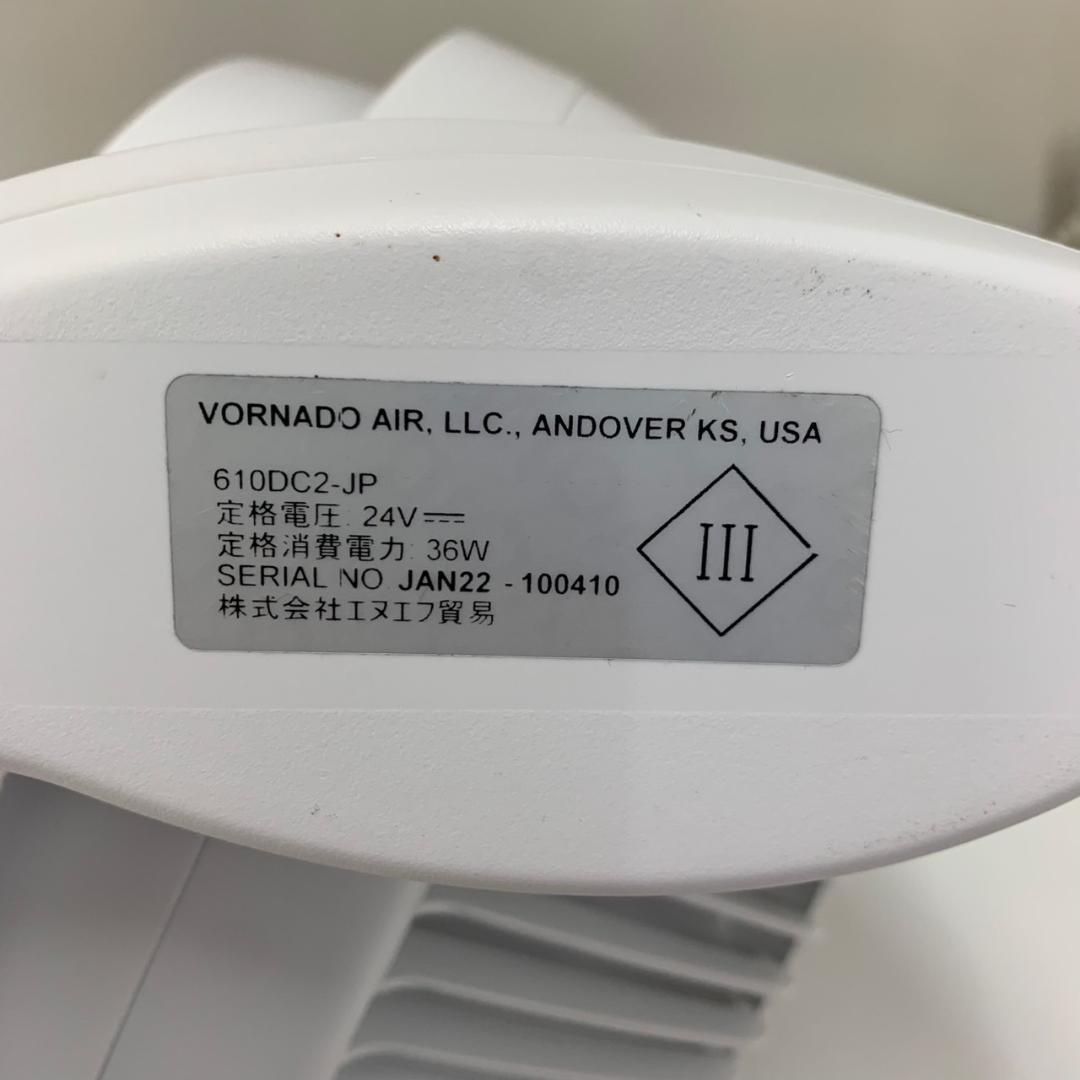 VORNADO AIR, LLC., ANDOVER KS, USA
610DC2-JP
定格電圧: 24V⎓
定格消費電力: 36W
SERIAL NO. JAN22 - 100410
株式会社エヌエフ貿易
III